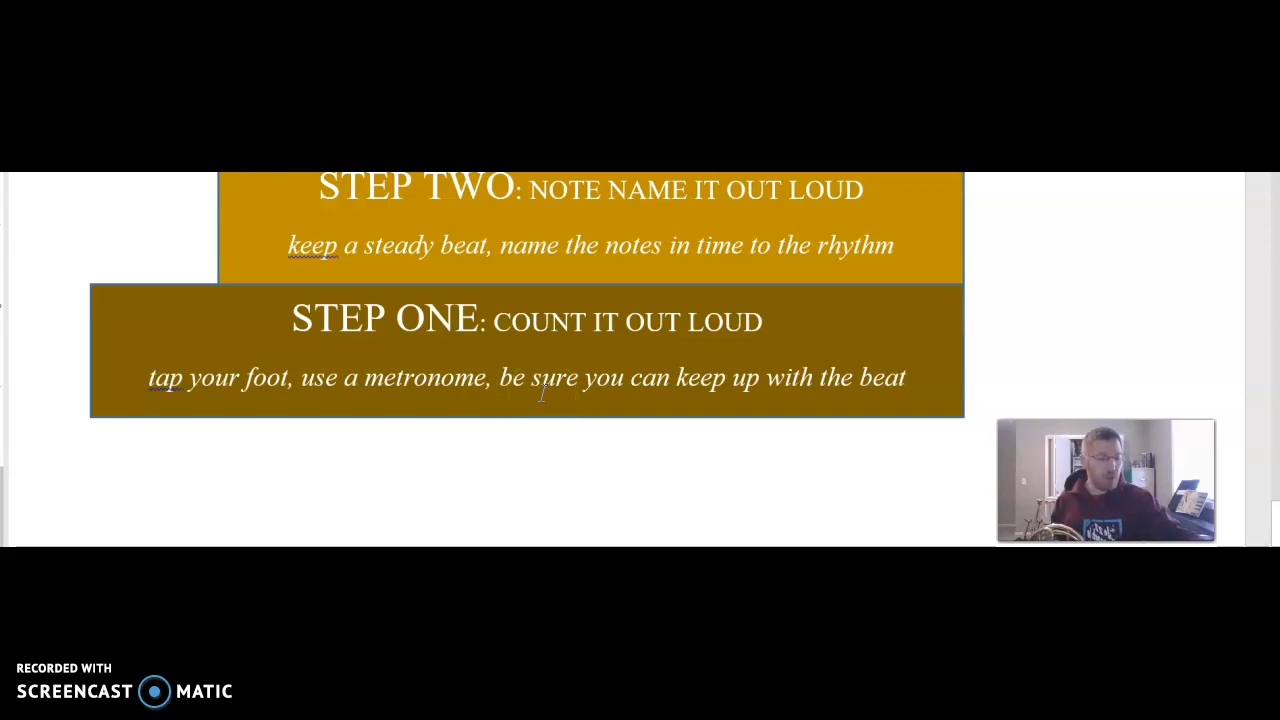 STEP TWO: NOTE NAME IT OUT LOUD
keep a steady beat, name the notes in time to the rhythm
STEP ONE: COUNT IT OUT LOUD
tap your foot, use a metronome, be sure you can keep up with the beat
RECORDED WITH
SCREENCAST MATIC